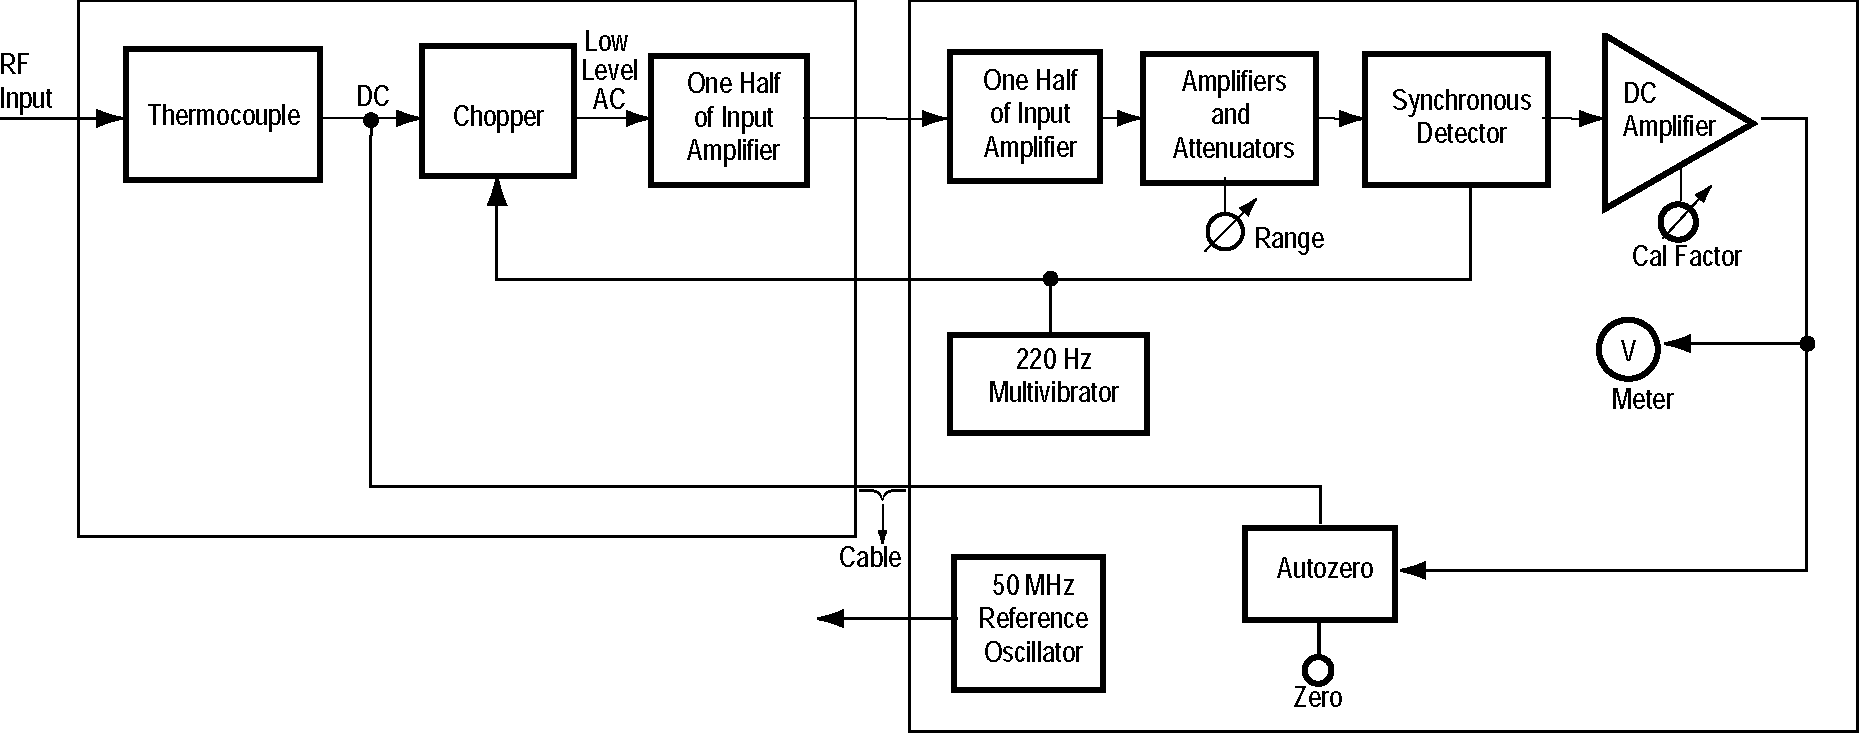 RF
Input
Thermocouple
DC
Chopper
Low
Level
AC
One Half
of Input
Amplifier
One Half
of Input
Amplifier
Amplifiers
and
Attenuators
Range
Synchronous
Detector
DC
Amplifier
Cal Factor
220 Hz
Multivibrator
V
Meter
Cable
50 MHz
Reference
Oscillator
Autozero
Zero